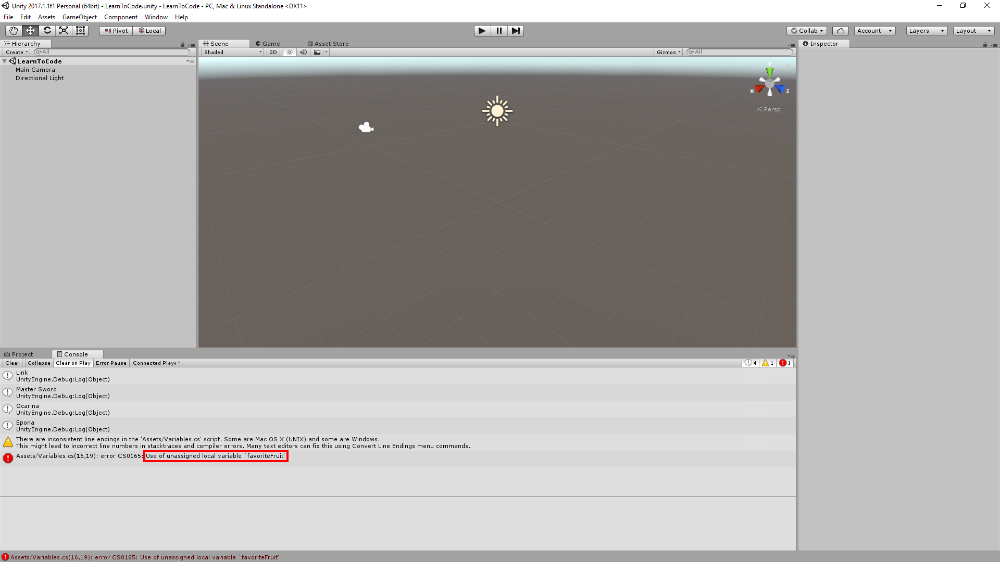 Unity 2017.1.1f1 Personal (64bit) - LearnToCode.unity - LearnToCode - PC, Mac & Linux Standalone <DX11>
File Edit Assets GameObject Component Window Help
Pivot Local Collab Account Layers Layout
Hierarchy Scene Game Asset Store Inspector
Create All Shaded 2D Gizmos All
LearnToCode
Main Camera
Directional Light
y
x z
Persp
Project Console
Clear Collapse Clear on Play Error Pause Connected Playe 4 1 1
Link
UnityEngine.Debug:Log(Object)
Master Sword
UnityEngine.Debug:Log(Object)
Ocarina
UnityEngine.Debug:Log(Object)
Epona
UnityEngine.Debug:Log(Object)
There are inconsistent line endings in the 'Assets/Variables.cs' script. Some are Mac OS X (UNIX) and some are Windows.
This might lead to incorrect line numbers in stacktraces and compiler errors. Many text editors can fix this using Convert Line Endings menu commands.
Assets/Variables.cs(16,19): error CS0165: Use of unassigned local variable `favoriteFruit'
Assets/Variables.cs(16,19): error CS0165: Use of unassigned local variable `favoriteFruit'